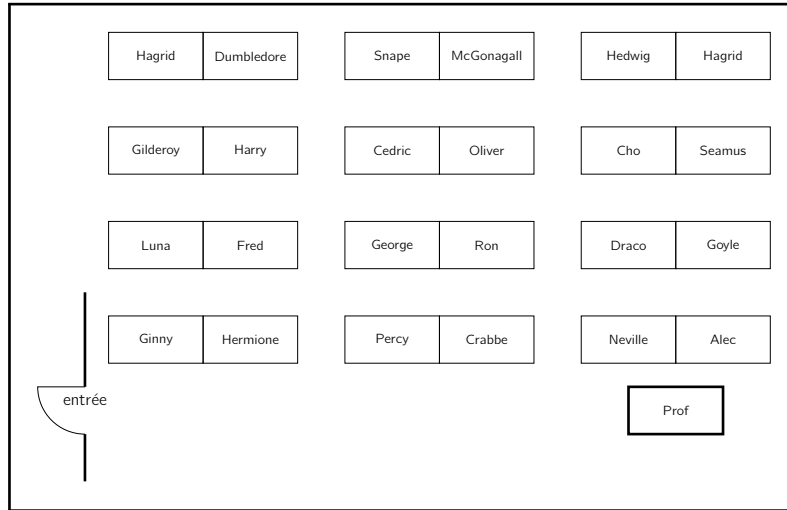 Hagrid Dumbledore Snape McGonagall Hedwig Hagrid
Gilderoy Harry Cedric Oliver Cho Seamus
Luna Fred George Ron Draco Goyle
Ginny Hermione Percy Crabbe Neville Alec
entrée
Prof